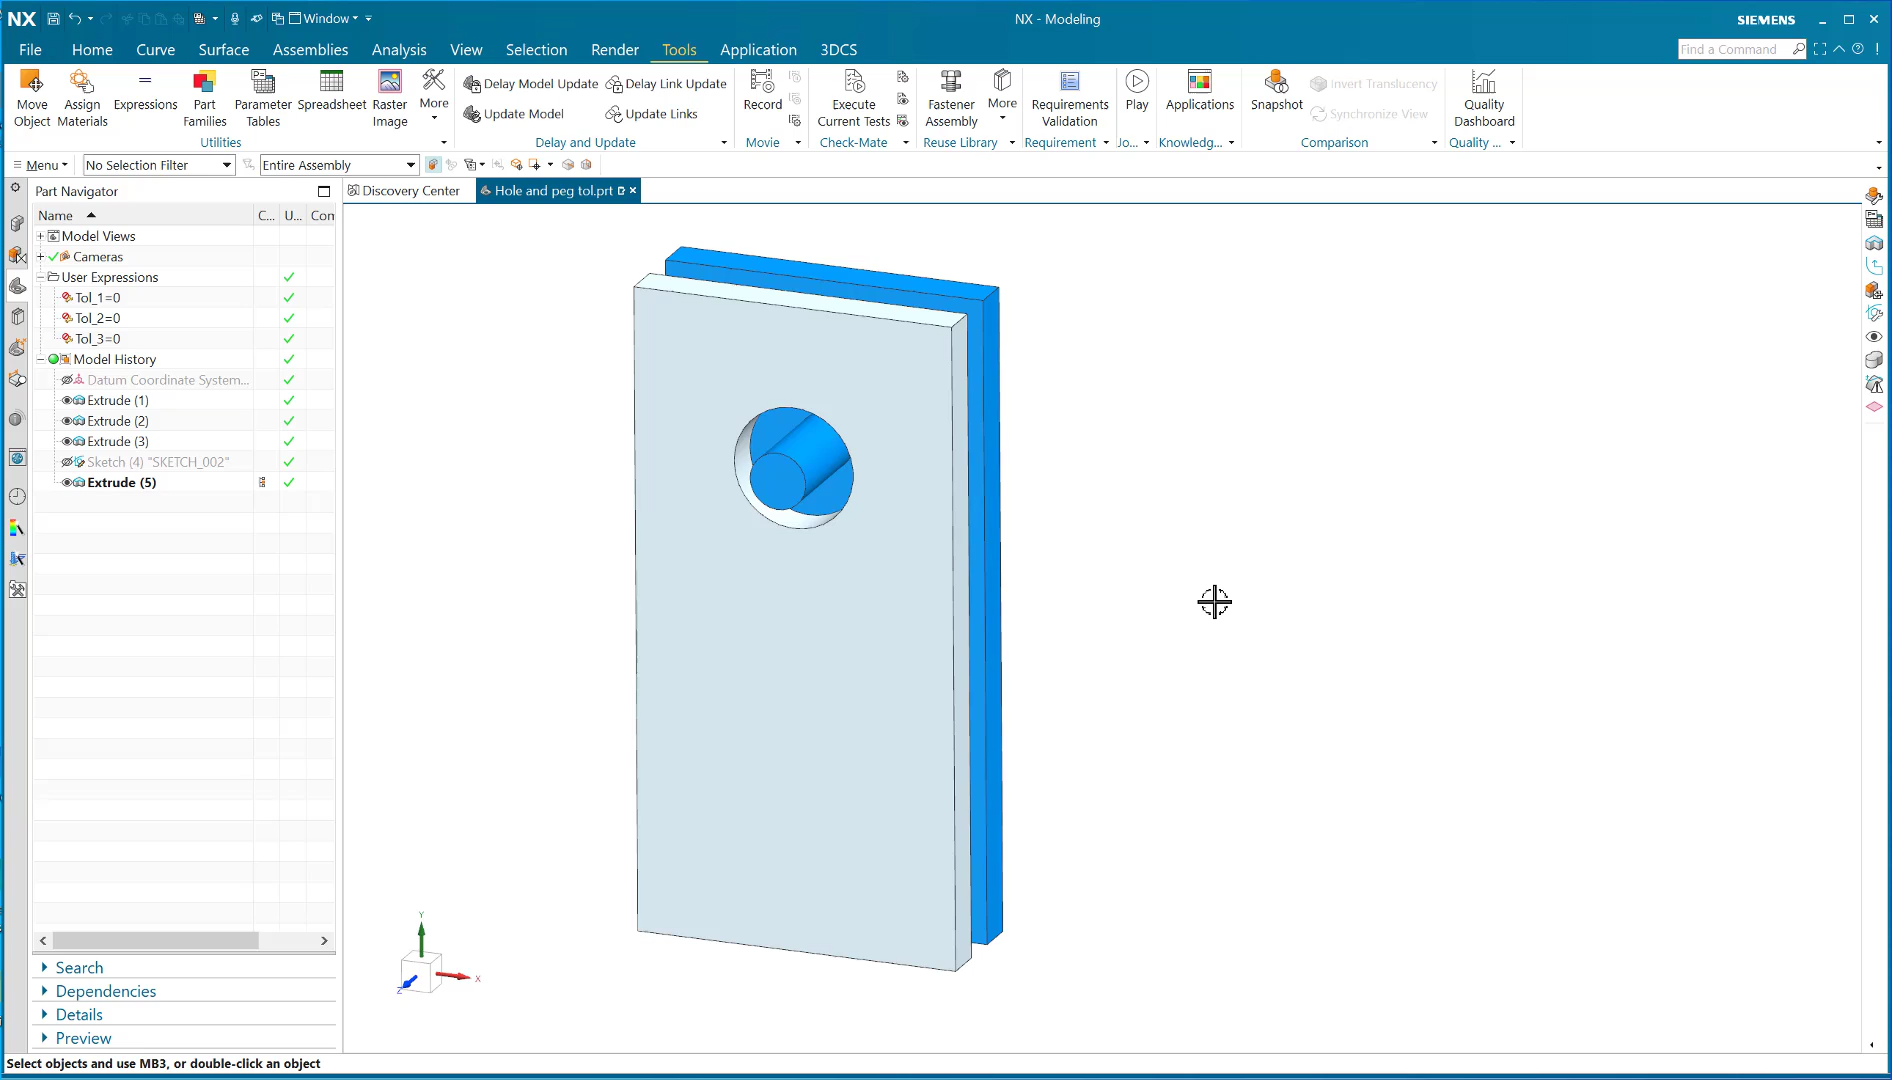 NX Window NX - Modeling SIEMENS
File Home Curve Surface Assemblies Analysis View Selection Render Tools Application 3DCS Find a Command
Move Object
Assign Materials
Expressions
Part Families
Parameter Tables
Spreadsheet
Raster Image
More
Delay Model Update
Delay Link Update
Update Model
Update Links
Record
Execute Current Tests
Fastener Assembly
More
Requirements Validation
Play
Applications
Snapshot
Invert Translucency
Synchronize View
Quality Dashboard
Utilities Delay and Update Movie Check-Mate Reuse Library Requirement Jo... Knowledg... Comparison Quality ...
Menu No Selection Filter Entire Assembly
Part Navigator
Discovery Center Hole and peg tol.prt
Name C... U... Com
Model Views
Cameras
User Expressions
Tol_1=0
Tol_2=0
Tol_3=0
Model History
Datum Coordinate System...
Extrude (1)
Extrude (2)
Extrude (3)
Sketch (4) "SKETCH_002"
Extrude (5)
Y
X
Z
Search
Dependencies
Details
Preview
Select objects and use MB3, or double-click an object